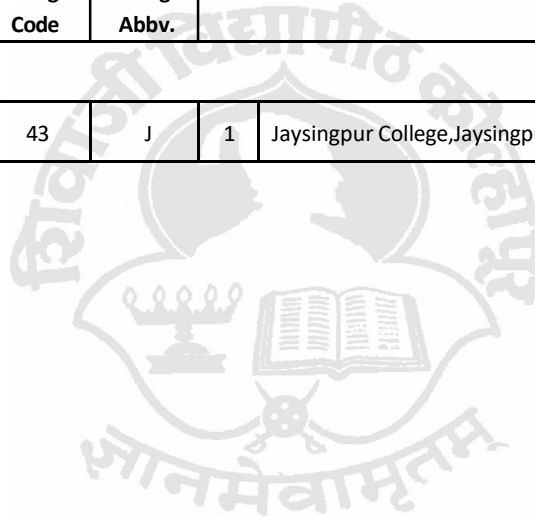 Code Abbv.
43 J 1 Jaysingpur College,Jaysingp
शिवाजी विद्यापीठ कोल्हापूर
ज्ञानमेवामृतम्